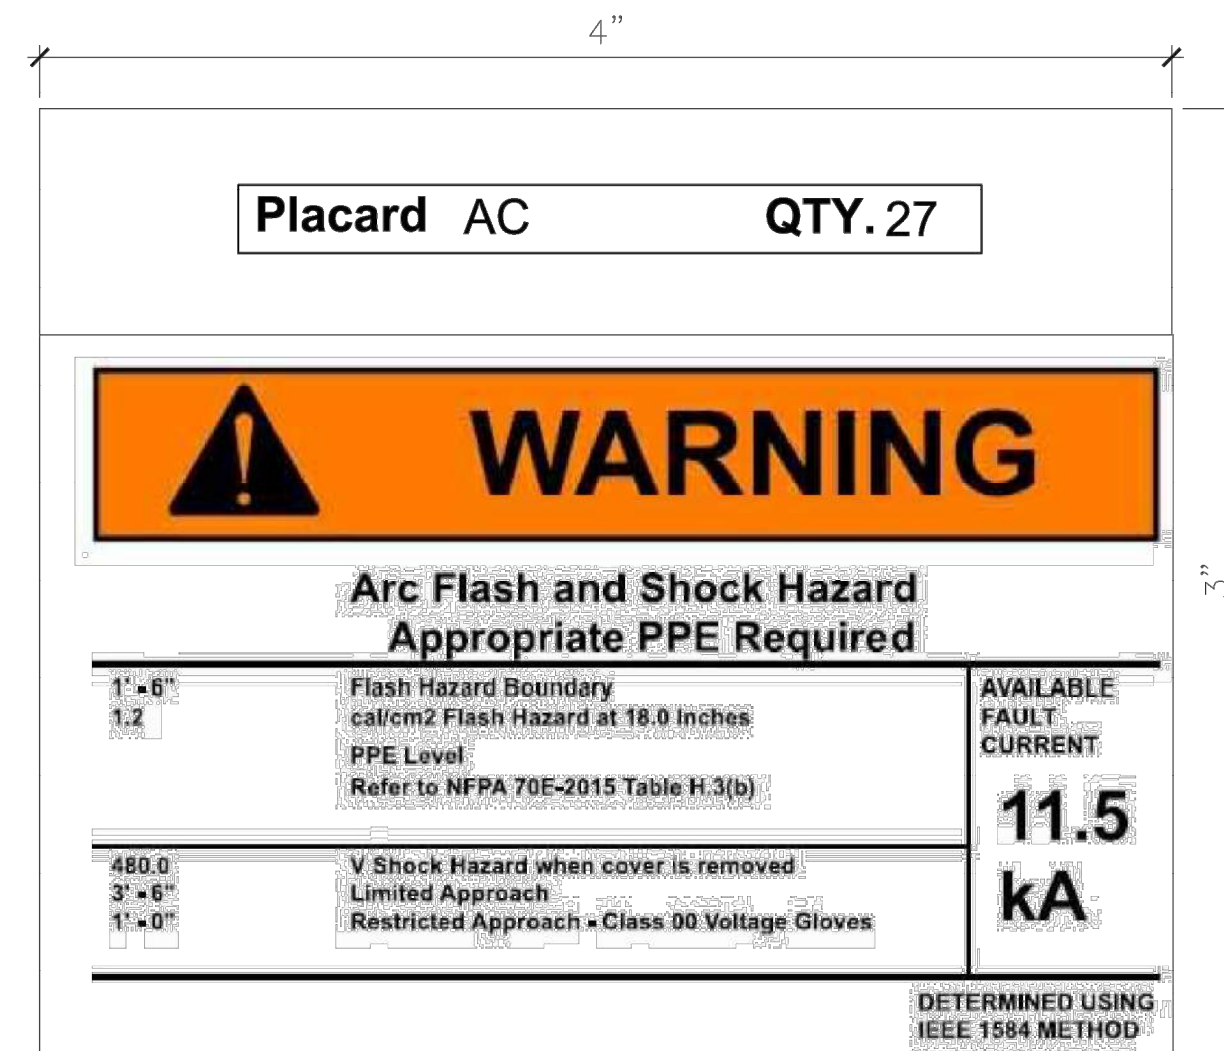 4”
Placard AC QTY. 27
WARNING
Arc Flash and Shock Hazard
Appropriate PPE Required
1' - 6" Flash Hazard Boundary
1.2 cal/cm2 Flash Hazard at 18.0 Inches
PPE Level
Refer to NFPA 70E-2015 Table H.3(b)
AVAILABLE
FAULT
CURRENT
11.5
kA
480.0 V Shock Hazard when cover is removed
3' - 6" Limited Approach
1' - 0" Restricted Approach - Class 00 Voltage Gloves
DETERMINED USING
IEEE 1584 METHOD
3”